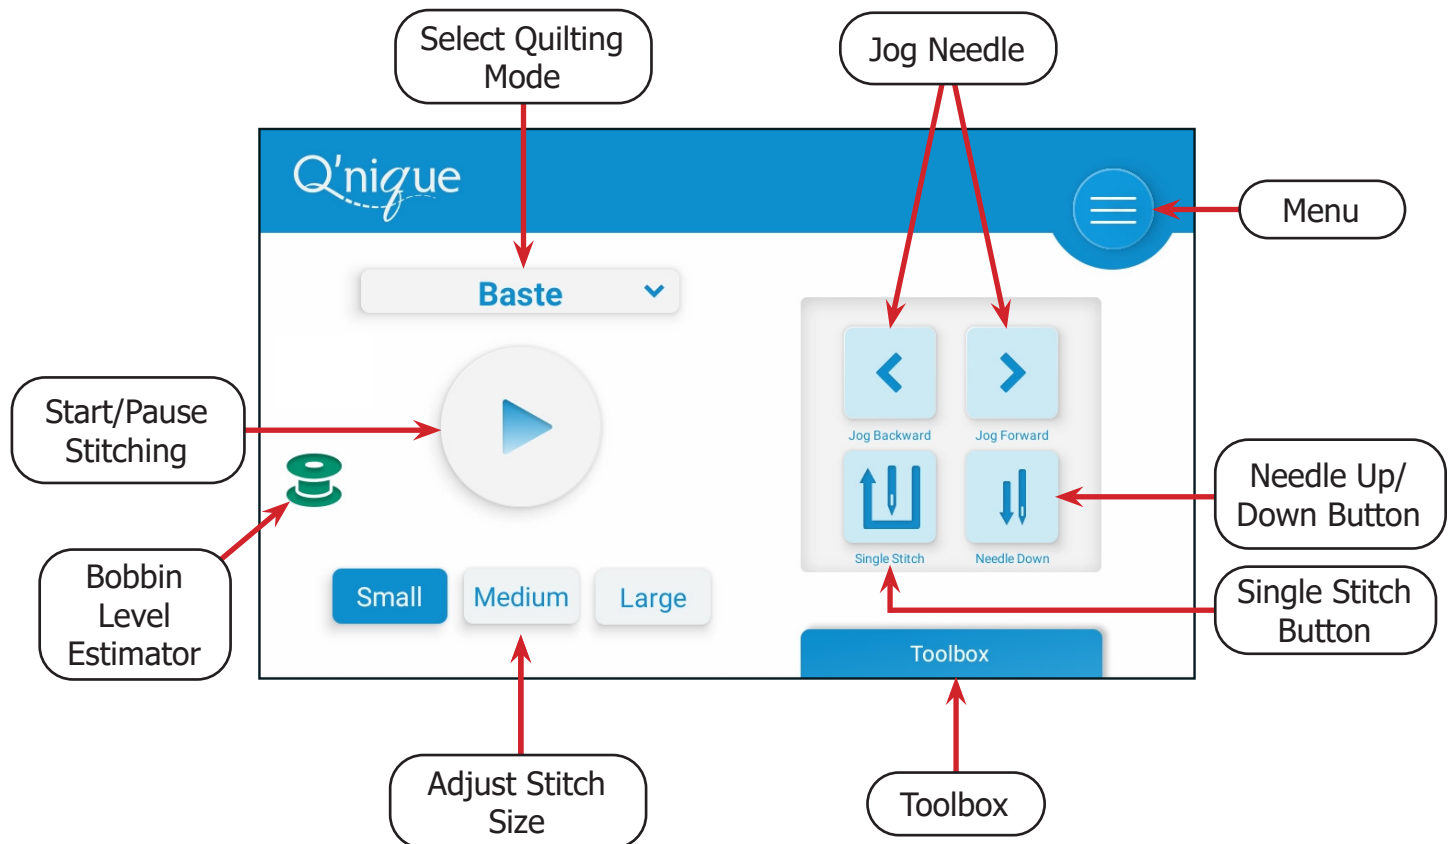 Select Quilting
Mode
Jog Needle
Q'nique
Menu
Baste
Start/Pause
Stitching
Jog Backward
Jog Forward
Needle Up/
Down Button
Single Stitch
Needle Down
Bobbin
Level
Estimator
Small
Medium
Large
Single Stitch
Button
Toolbox
Adjust Stitch
Size
Toolbox